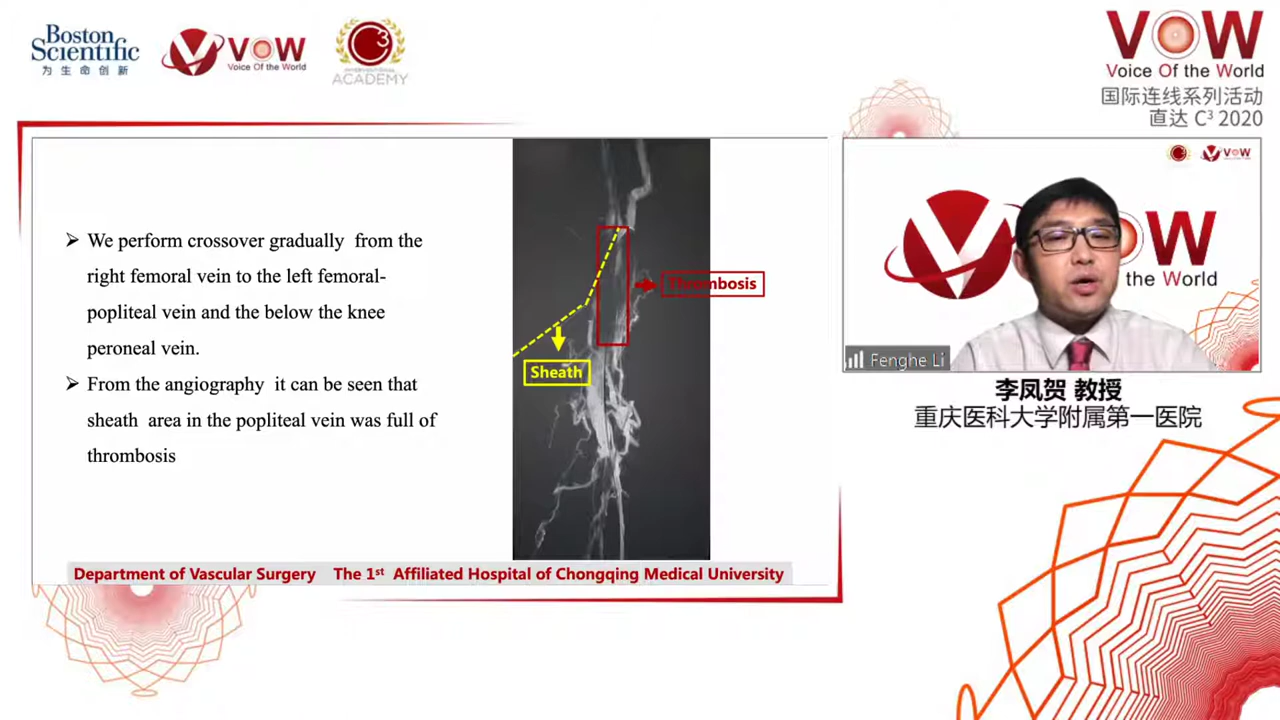 Boston
Scientific
为生命创新
VOW
Voice Of the World
C3
ACADEMY
VOW
Voice Of the World
国际连线系列活动
直达 C³ 2020
➢ We perform crossover gradually from the
right femoral vein to the left femoral-
popliteal vein and the below the knee
peroneal vein.
➢ From the angiography it can be seen that
sheath area in the popliteal vein was full of
thrombosis
Thrombosis
Sheath
Department of Vascular Surgery The 1st Affiliated Hospital of Chongqing Medical University
VOW
W
the World
Fenghe Li
李凤贺 教授
重庆医科大学附属第一医院